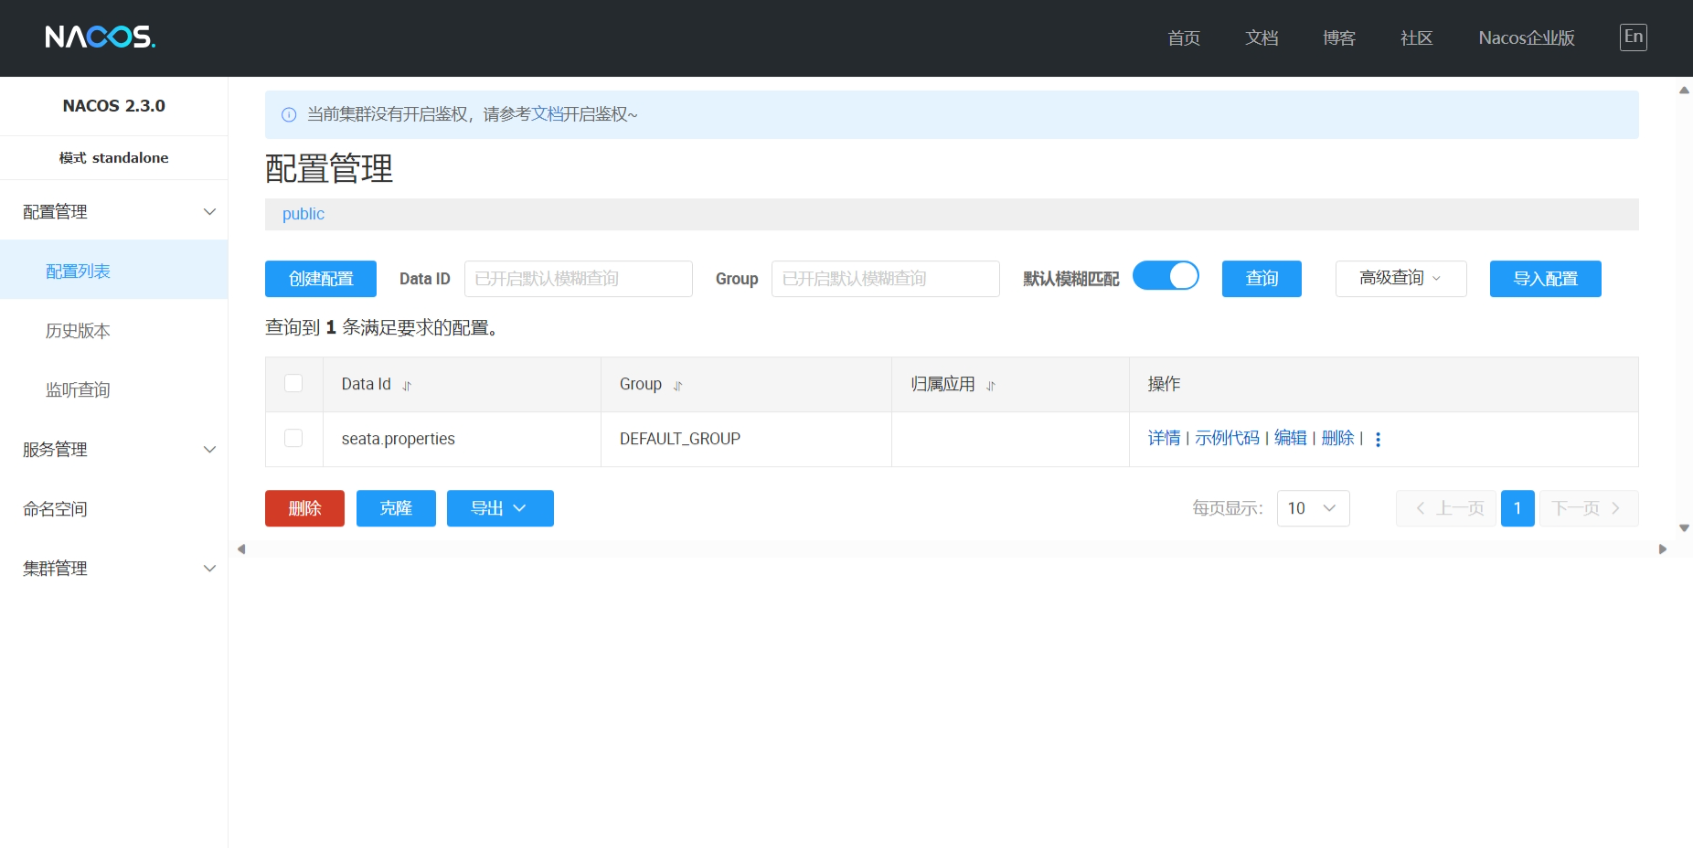 NACOS.
首页 文档 博客 社区 Nacos企业版 En
NACOS 2.3.0
模式 standalone
配置管理
配置列表
历史版本
监听查询
服务管理
命名空间
集群管理
当前集群没有开启鉴权，请参考文档开启鉴权~
配置管理
public
创建配置 Data ID 已开启默认模糊查询 Group 已开启默认模糊查询 默认模糊匹配 查询 高级查询 导入配置
查询到 1 条满足要求的配置。
Data Id Group 归属应用 操作
seata.properties DEFAULT_GROUP 详情 | 示例代码 | 编辑 | 删除 |
删除 克隆 导出 每页显示: 10 上一页 1 下一页